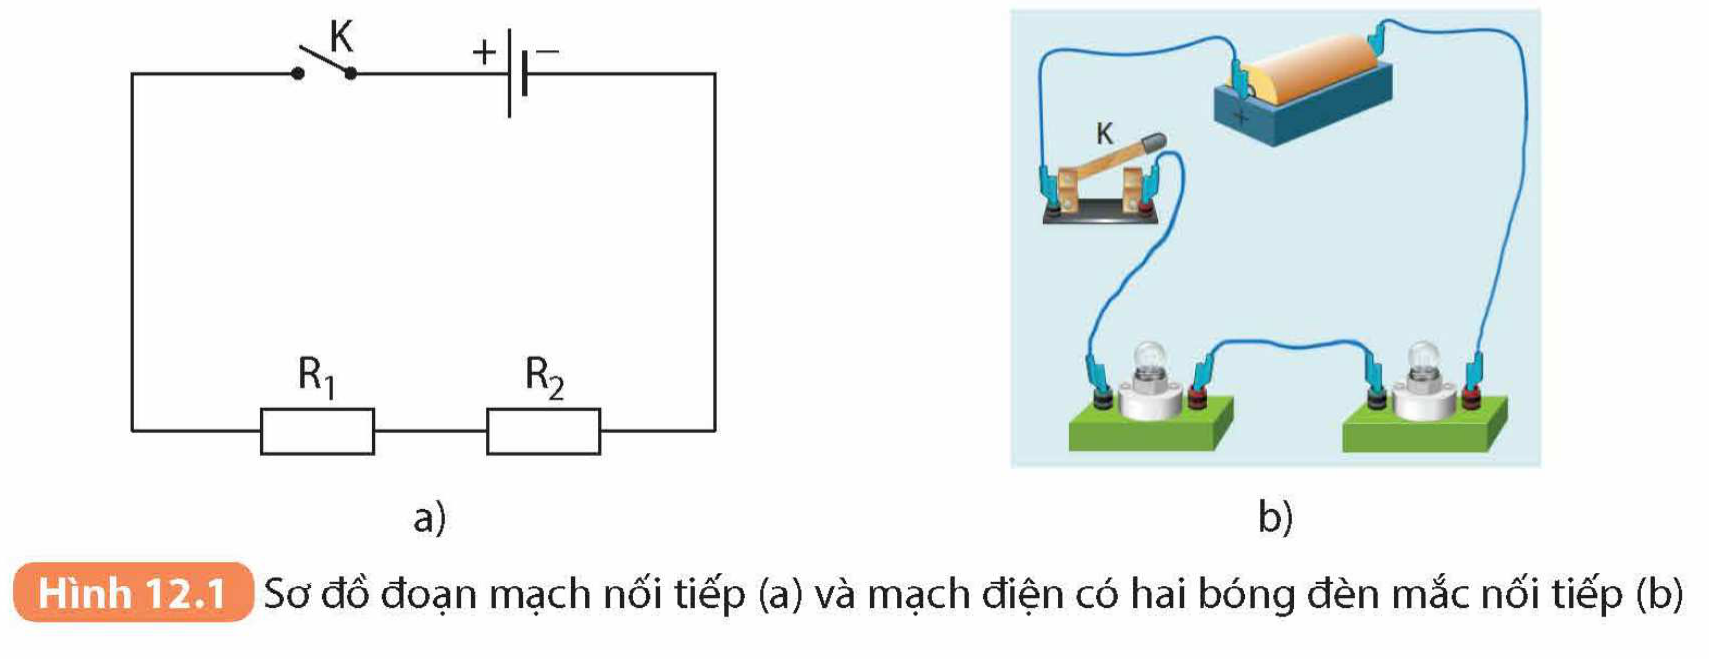 K
+ −
R₁ R₂
a)
+
K
b)
Hình 12.1 Sơ đồ đoạn mạch nối tiếp (a) và mạch điện có hai bóng đèn mắc nối tiếp (b)